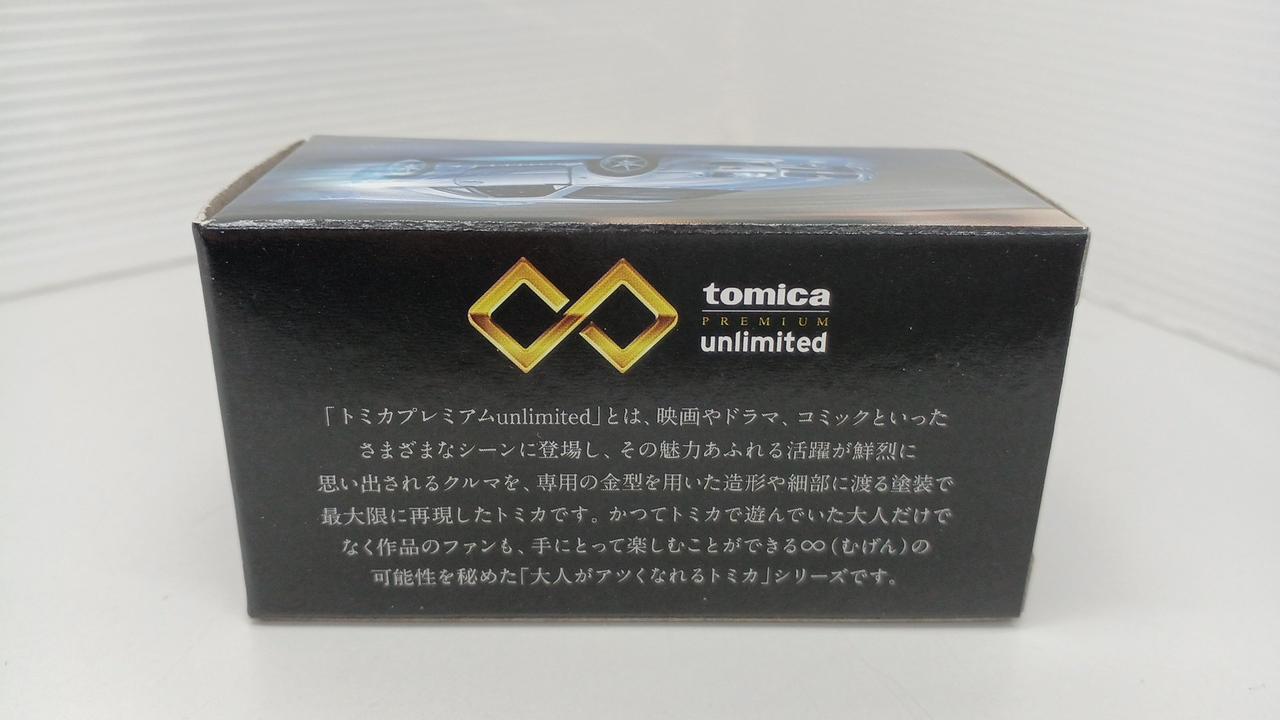 tomica
PREMIUM
unlimited
「トミカプレミアムunlimited」とは、映画やドラマ、コミックといった
さまざまなシーンに登場し、その魅力あふれる活躍が鮮烈に
思い出されるクルマを、専用の金型を用いた造形や細部に渡る塗装で
最大限に再現したトミカです。かつてトミカで遊んでいた大人だけで
なく作品のファンも、手にとって楽しむことができる∞(むげん)の
可能性を秘めた「大人がアツくなれるトミカ」シリーズです。